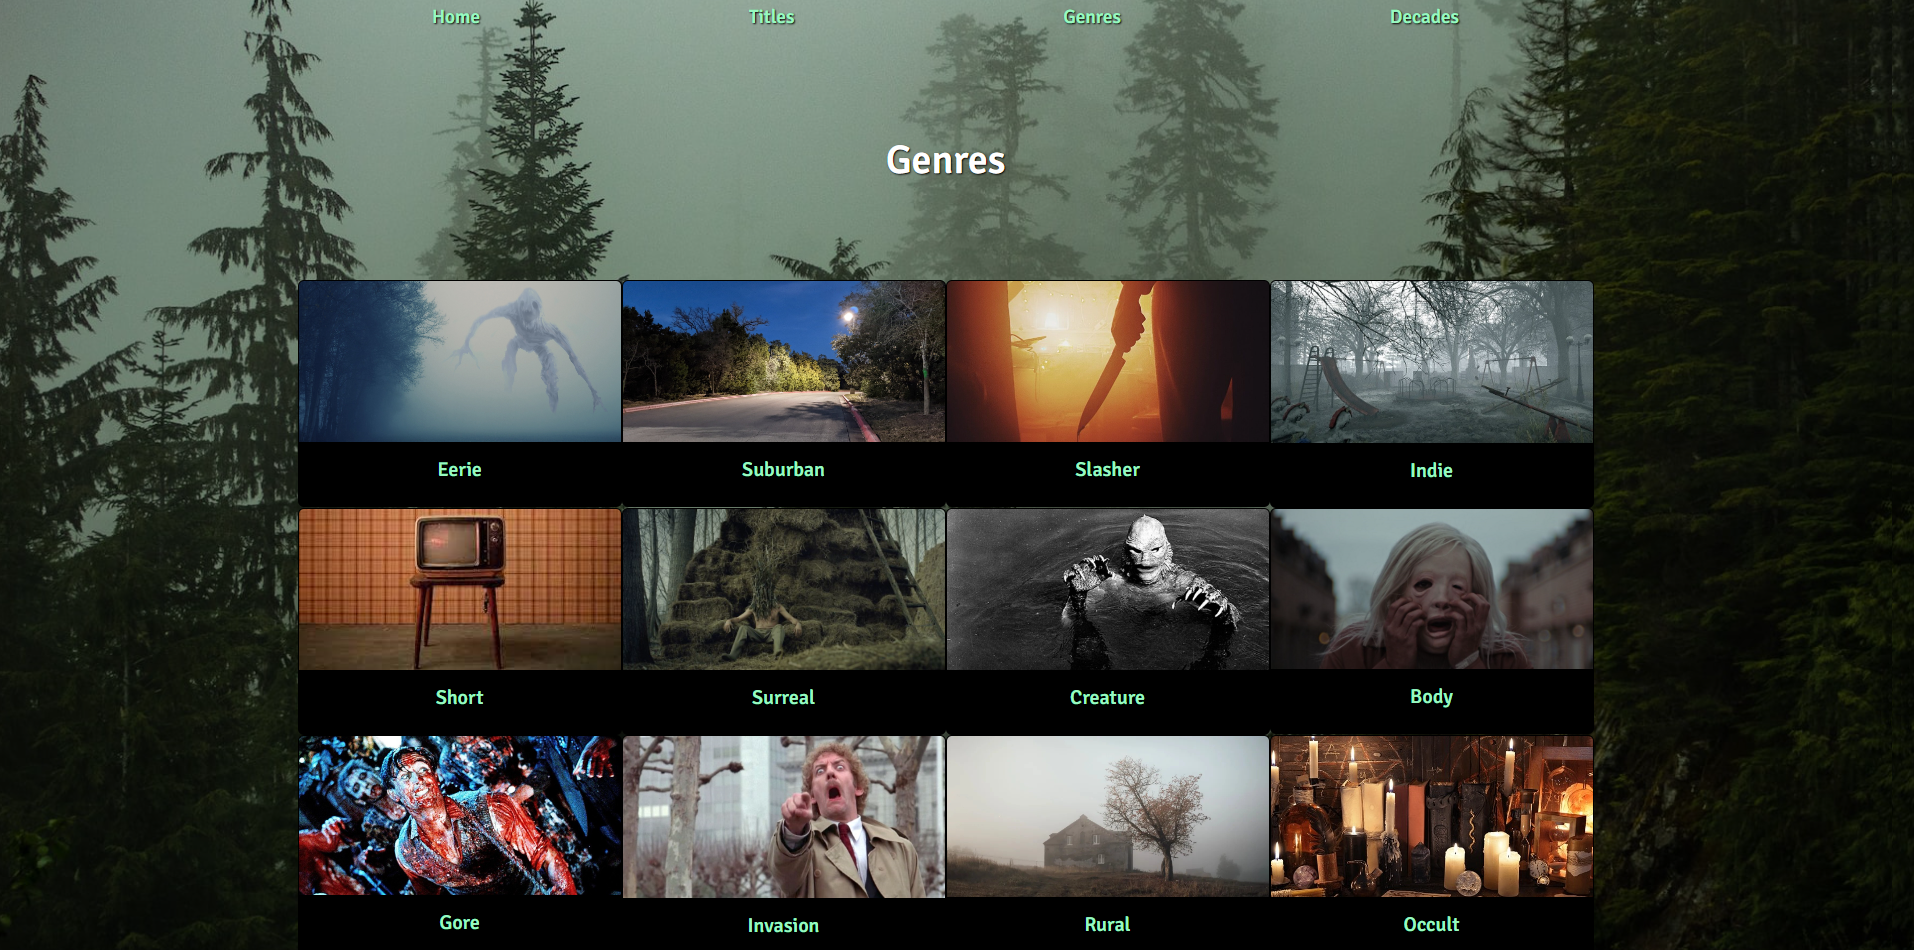 Home Titles Genres Decades
Genres
Eerie Suburban Slasher Indie
Short Surreal Creature Body
Gore Invasion Rural Occult